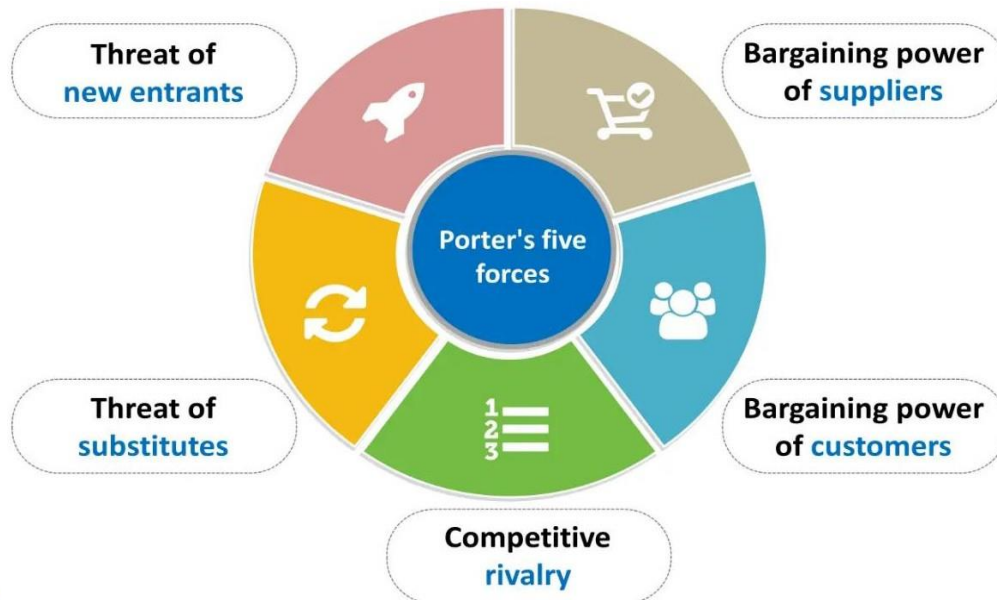 Threat of
new entrants
Bargaining power
of suppliers
Porter's five
forces
1
2
3
Threat of
substitutes
Bargaining power
of customers
Competitive
rivalry